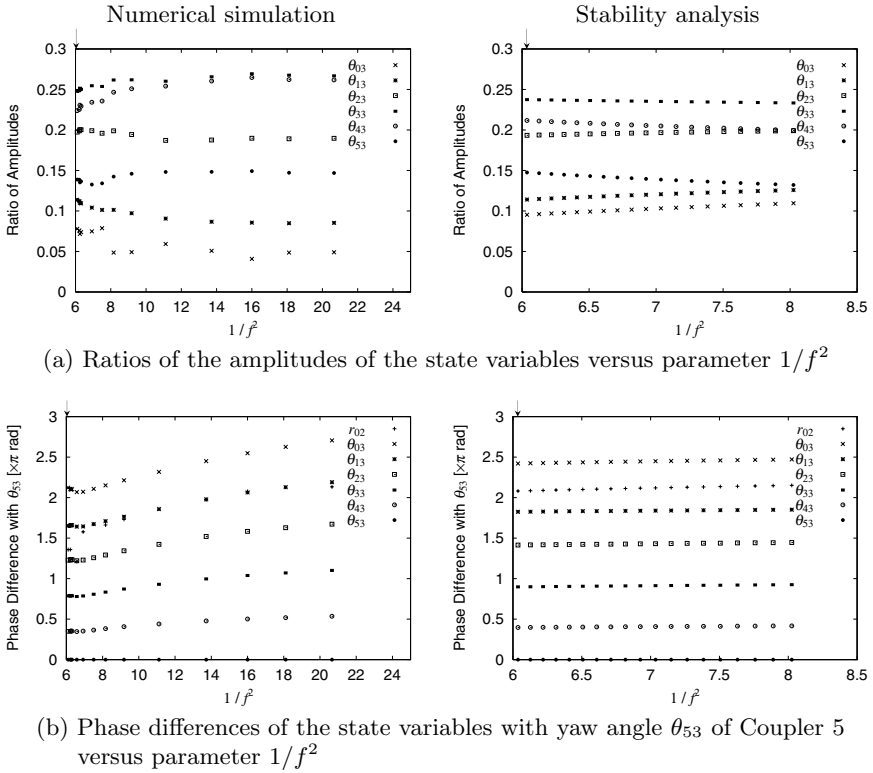 Numerical simulation
Stability analysis
0.3
0.25
0.2
0.15
0.1
0.05
0
Ratio of Amplitudes
6 8 10 12 14 16 18 20 22 24
1/f²
θ03
θ13
θ23
θ33
θ43
θ53
0.3
0.25
0.2
0.15
0.1
0.05
0
Ratio of Amplitudes
6 6.5 7 7.5 8 8.5
1/f²
θ03
θ13
θ23
θ33
θ43
θ53
(a) Ratios of the amplitudes of the state variables versus parameter 1/f²
3
2.5
2
1.5
1
0.5
0
Phase Difference with θ53 [×π rad]
6 8 10 12 14 16 18 20 22 24
1/f²
r02
θ03
θ13
θ23
θ33
θ43
θ53
3
2.5
2
1.5
1
0.5
0
Phase Difference with θ53 [×π rad]
6 6.5 7 7.5 8 8.5
1/f²
r02
θ03
θ13
θ23
θ33
θ43
θ53
(b) Phase differences of the state variables with yaw angle θ53 of Coupler 5
versus parameter 1/f²